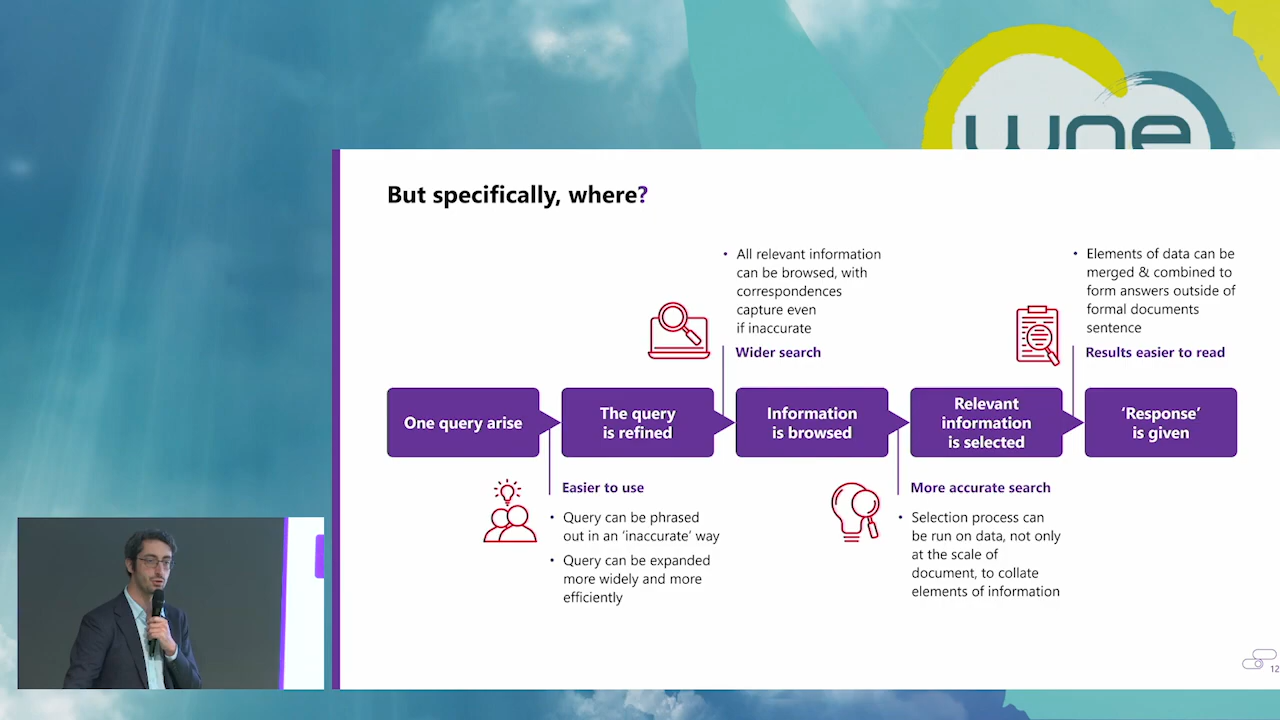 wne
But specifically, where?
• All relevant information
can be browsed, with
correspondences
capture even
if inaccurate
Wider search
• Elements of data can be
merged & combined to
form answers outside of
formal documents
sentence
Results easier to read
One query arise
The query
is refined
Information
is browsed
Relevant
information
is selected
‘Response’
is given
Easier to use
• Query can be phrased
out in an ‘inaccurate’ way
• Query can be expanded
more widely and more
efficiently
More accurate search
• Selection process can
be run on data, not only
at the scale of
document, to collate
elements of information
12